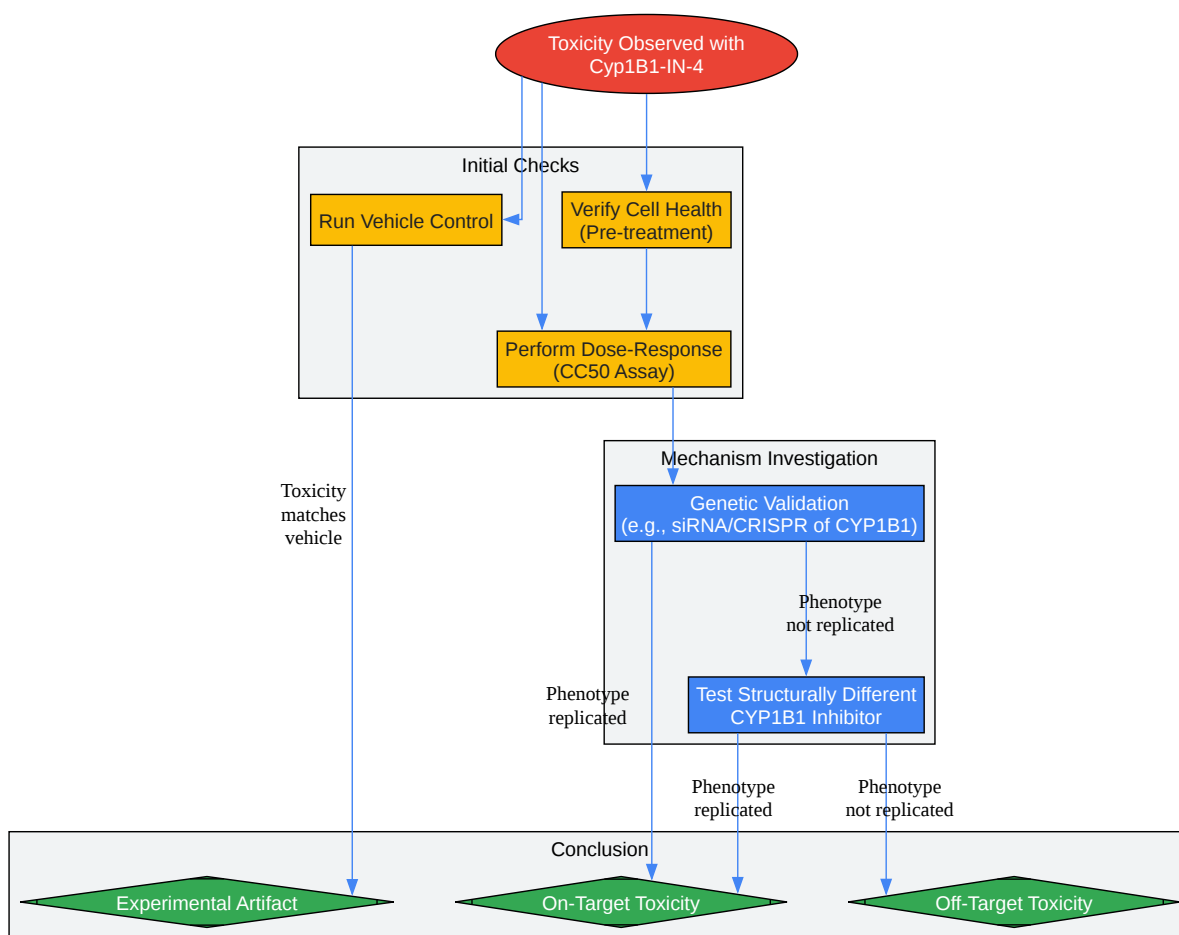 Toxicity Observed with
Cyp1B1-IN-4
Initial Checks
Run Vehicle Control
Verify Cell Health
(Pre-treatment)
Perform Dose-Response
(CC50 Assay)
Mechanism Investigation
Genetic Validation
(e.g., siRNA/CRISPR of CYP1B1)
Toxicity
matches
vehicle
Phenotype
not replicated
Phenotype
replicated
Test Structurally Different
CYP1B1 Inhibitor
Phenotype
replicated
Phenotype
not replicated
Conclusion
Experimental Artifact
On-Target Toxicity
Off-Target Toxicity